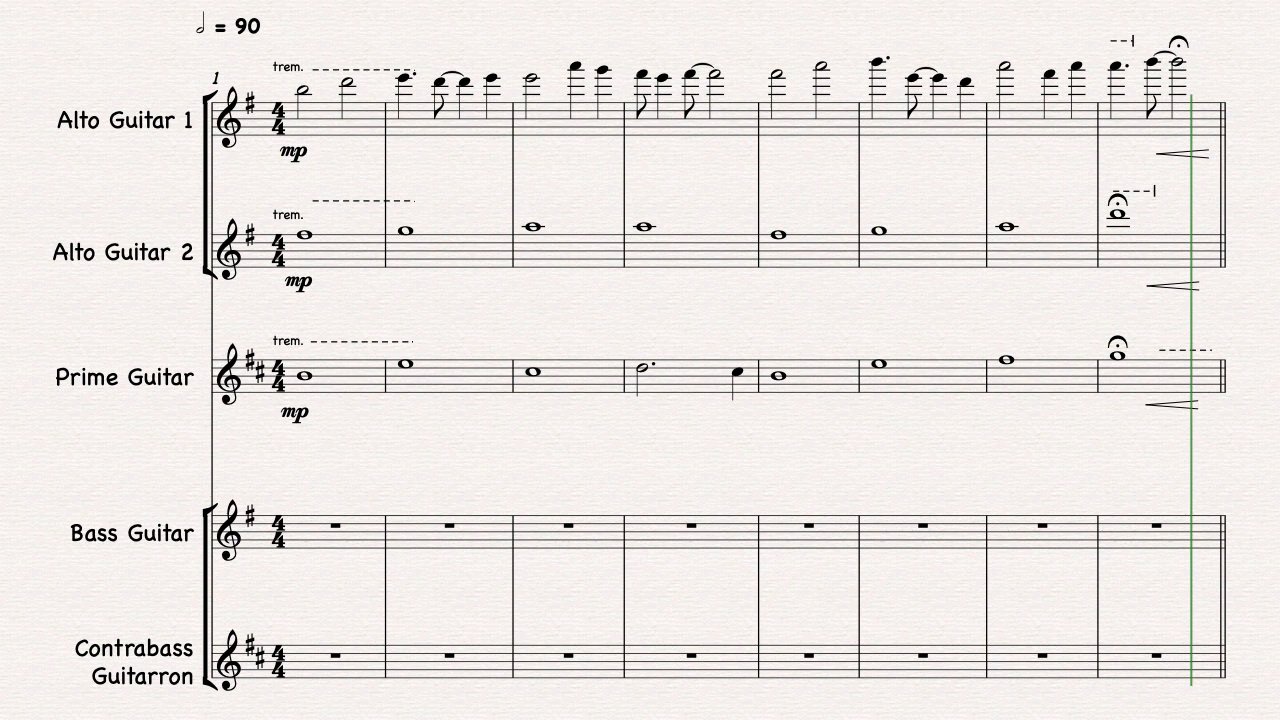 = 90
1
trem.
Alto Guitar 1
mp
trem.
Alto Guitar 2
mp
trem.
Prime Guitar
mp
Bass Guitar
Contrabass
Guitarron